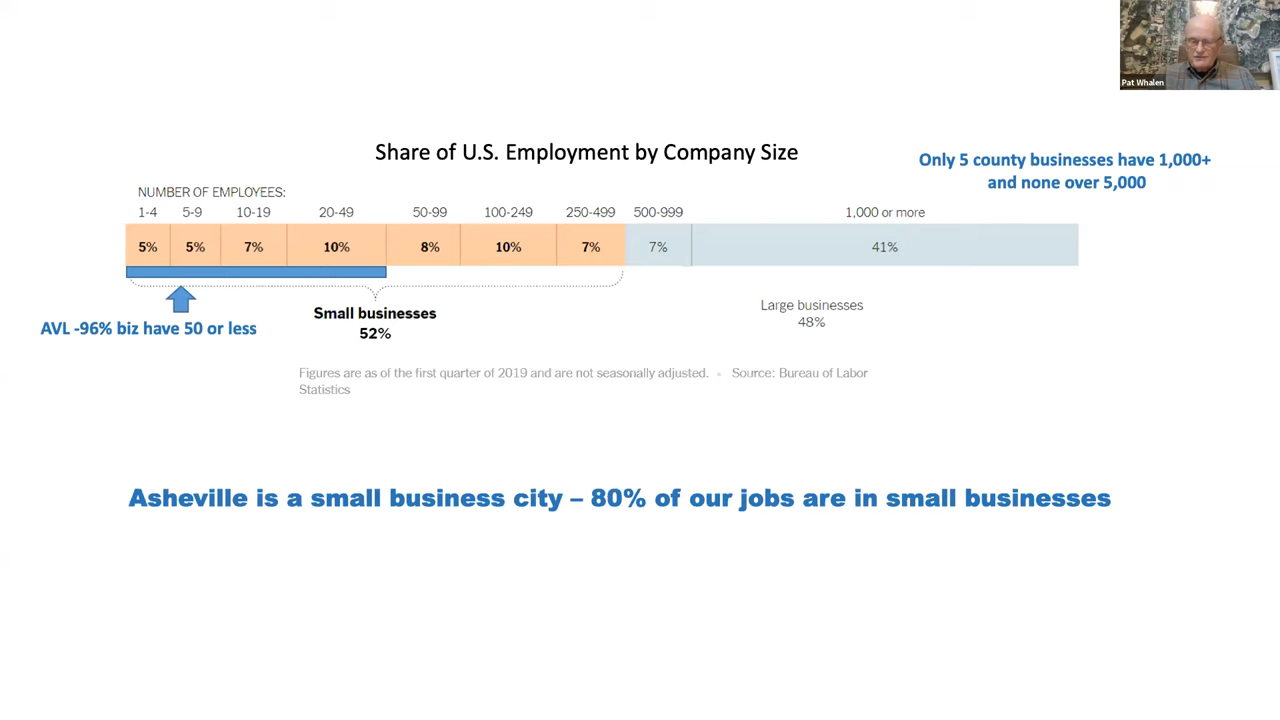 Pat Whalen
Share of U.S. Employment by Company Size
Only 5 county businesses have 1,000+
and none over 5,000
NUMBER OF EMPLOYEES:
1-4 5-9 10-19 20-49 50-99 100-249 250-499 500-999 1,000 or more
5% 5% 7% 10% 8% 10% 7% 7% 41%
AVL -96% biz have 50 or less
Small businesses
52%
Large businesses
48%
Figures are as of the first quarter of 2019 and are not seasonally adjusted. • Source: Bureau of Labor
Statistics
Asheville is a small business city – 80% of our jobs are in small businesses